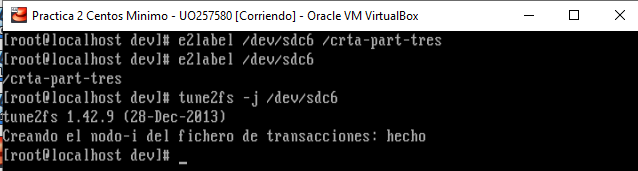 Practica 2 Centos Minimo - UO257580 [Corriendo] - Oracle VM VirtualBox
[root@localhost dev]# e2label /dev/sdc6 /crta-part-tres
[root@localhost dev]# e2label /dev/sdc6
/crta-part-tres
[root@localhost dev]# tune2fs -j /dev/sdc6
tune2fs 1.42.9 (28-Dec-2013)
Creando el nodo-i del fichero de transacciones: hecho
[root@localhost dev]# _